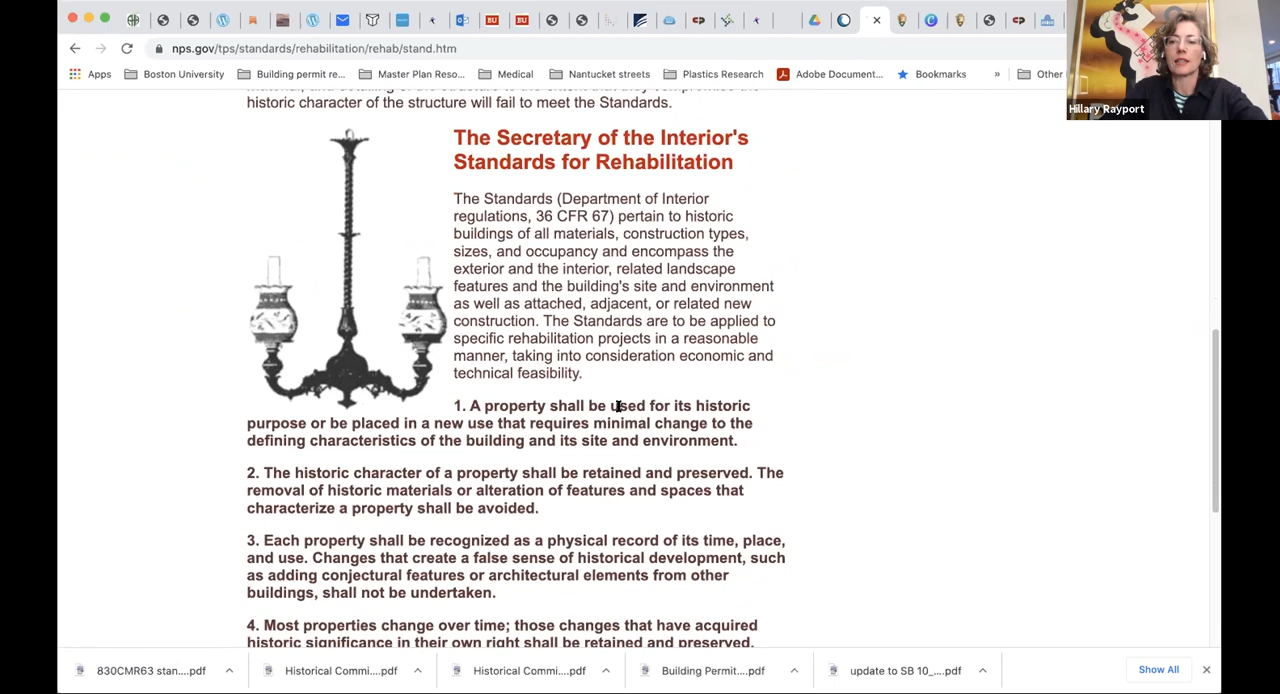 nps.gov/tps/standards/rehabilitation/rehab/stand.htm
Apps Boston University Building permit re... Master Plan Reso... Medical Nantucket streets Plastics Research Adobe Document... Bookmarks » Other
Hillary Rayport
historic character of the structure will fail to meet the Standards.
The Secretary of the Interior's
Standards for Rehabilitation
The Standards (Department of Interior
regulations, 36 CFR 67) pertain to historic
buildings of all materials, construction types,
sizes, and occupancy and encompass the
exterior and the interior, related landscape
features and the building's site and environment
as well as attached, adjacent, or related new
construction. The Standards are to be applied to
specific rehabilitation projects in a reasonable
manner, taking into consideration economic and
technical feasibility.
1. A property shall be used for its historic
purpose or be placed in a new use that requires minimal change to the
defining characteristics of the building and its site and environment.
2. The historic character of a property shall be retained and preserved. The
removal of historic materials or alteration of features and spaces that
characterize a property shall be avoided.
3. Each property shall be recognized as a physical record of its time, place,
and use. Changes that create a false sense of historical development, such
as adding conjectural features or architectural elements from other
buildings, shall not be undertaken.
4. Most properties change over time; those changes that have acquired
historic significance in their own right shall be retained and preserved.
830CMR63 stan....pdf Historical Commi....pdf Historical Commi....pdf Building Permit....pdf update to SB 10_...pdf Show All